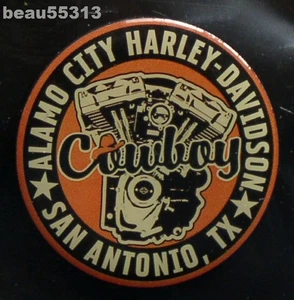 beau55313
ALAMO CITY HARLEY-DAVIDSON
Cowboy
SAN ANTONIO, TX